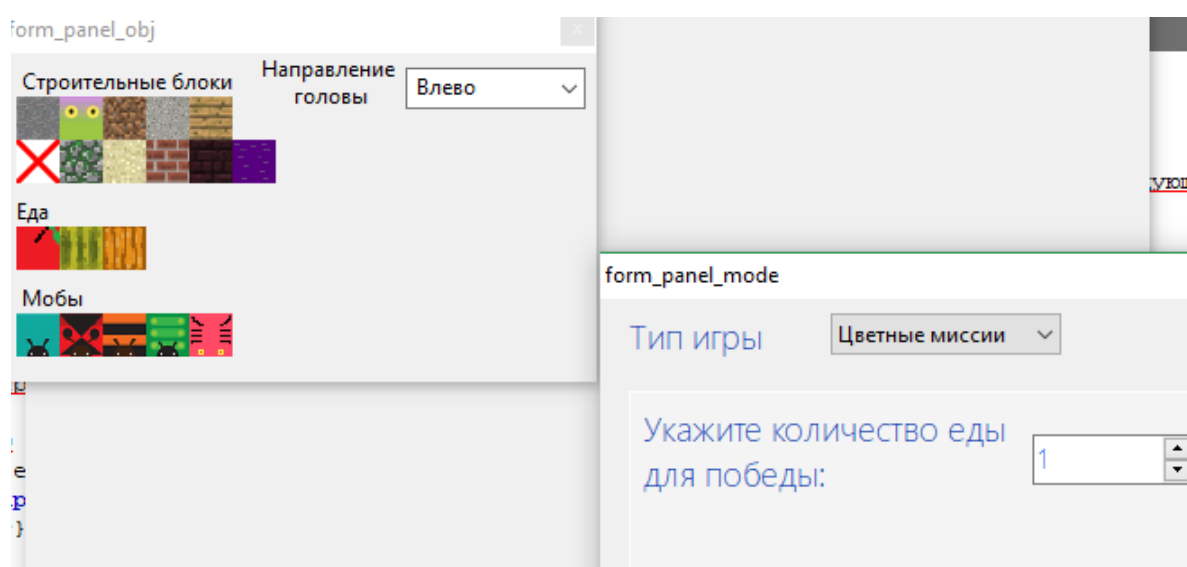 form_panel_obj
x
Строительные блоки
Направление
головы
Влево
Еда
Мобы
form_panel_mode
Тип игры
Цветные миссии
Укажите количество еды
для победы:
1
}